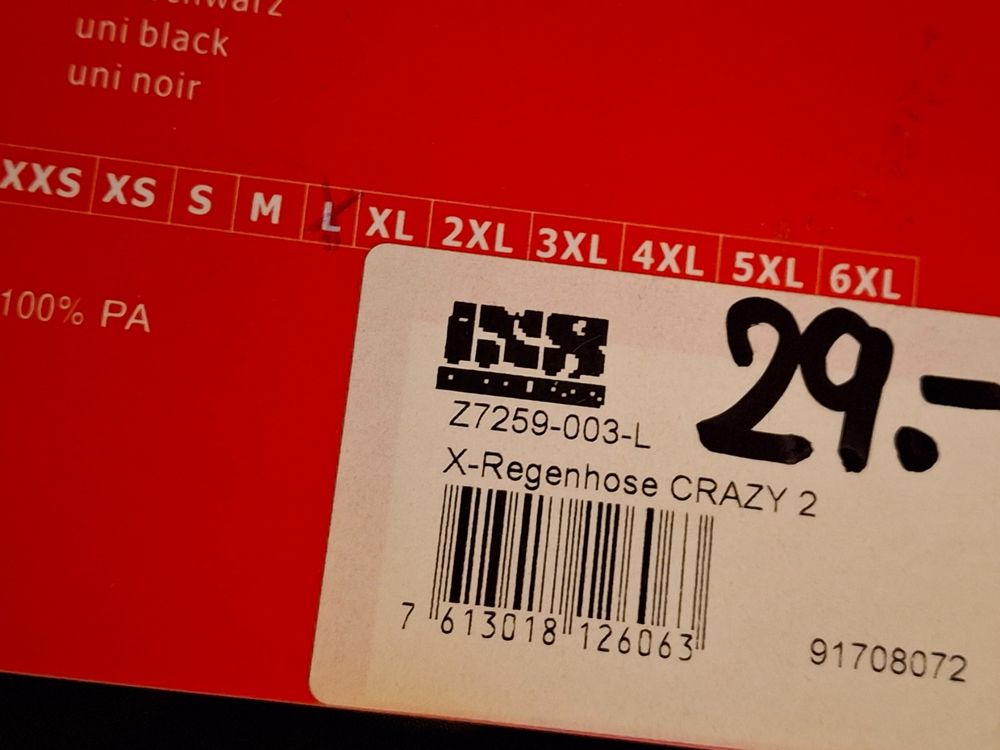 uni black
uni noir
XXS XS S M L XL 2XL 3XL 4XL 5XL 6XL
100% PA
IXS
29.-
Z7259-003-L
X-Regenhose CRAZY 2
7 613018 126063
91708072